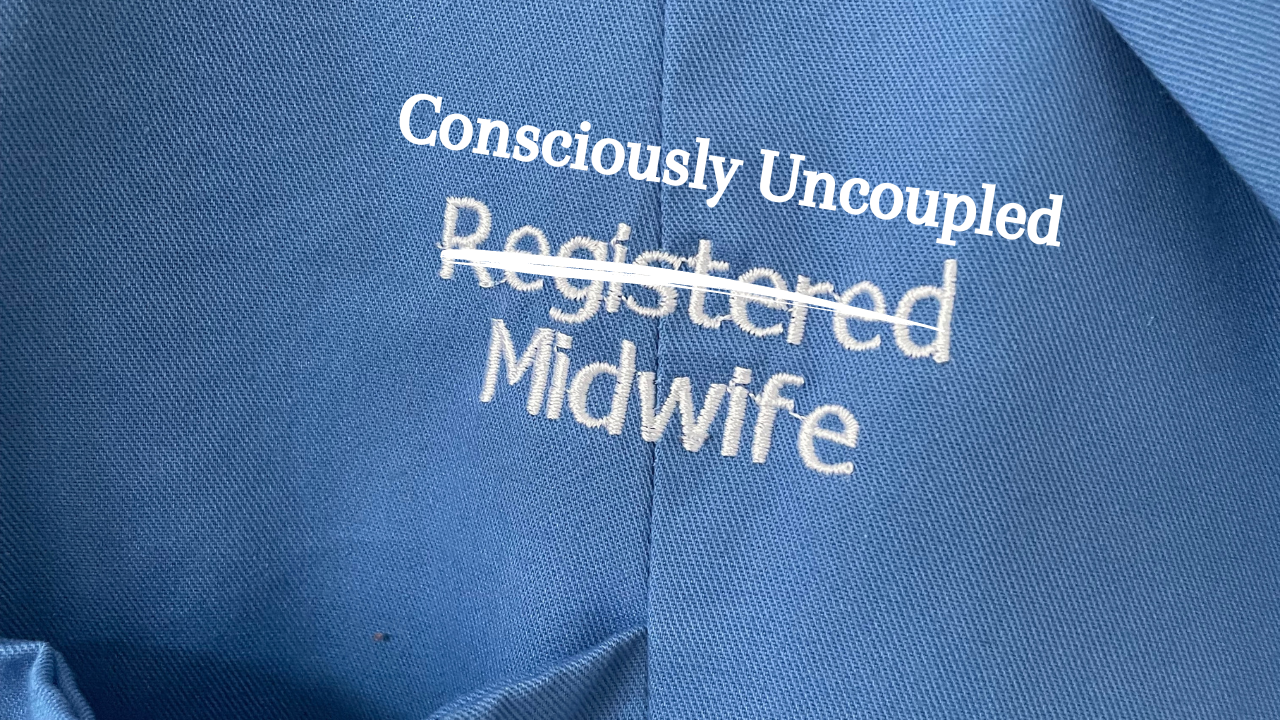 Consciously Uncoupled
Registered
Midwife